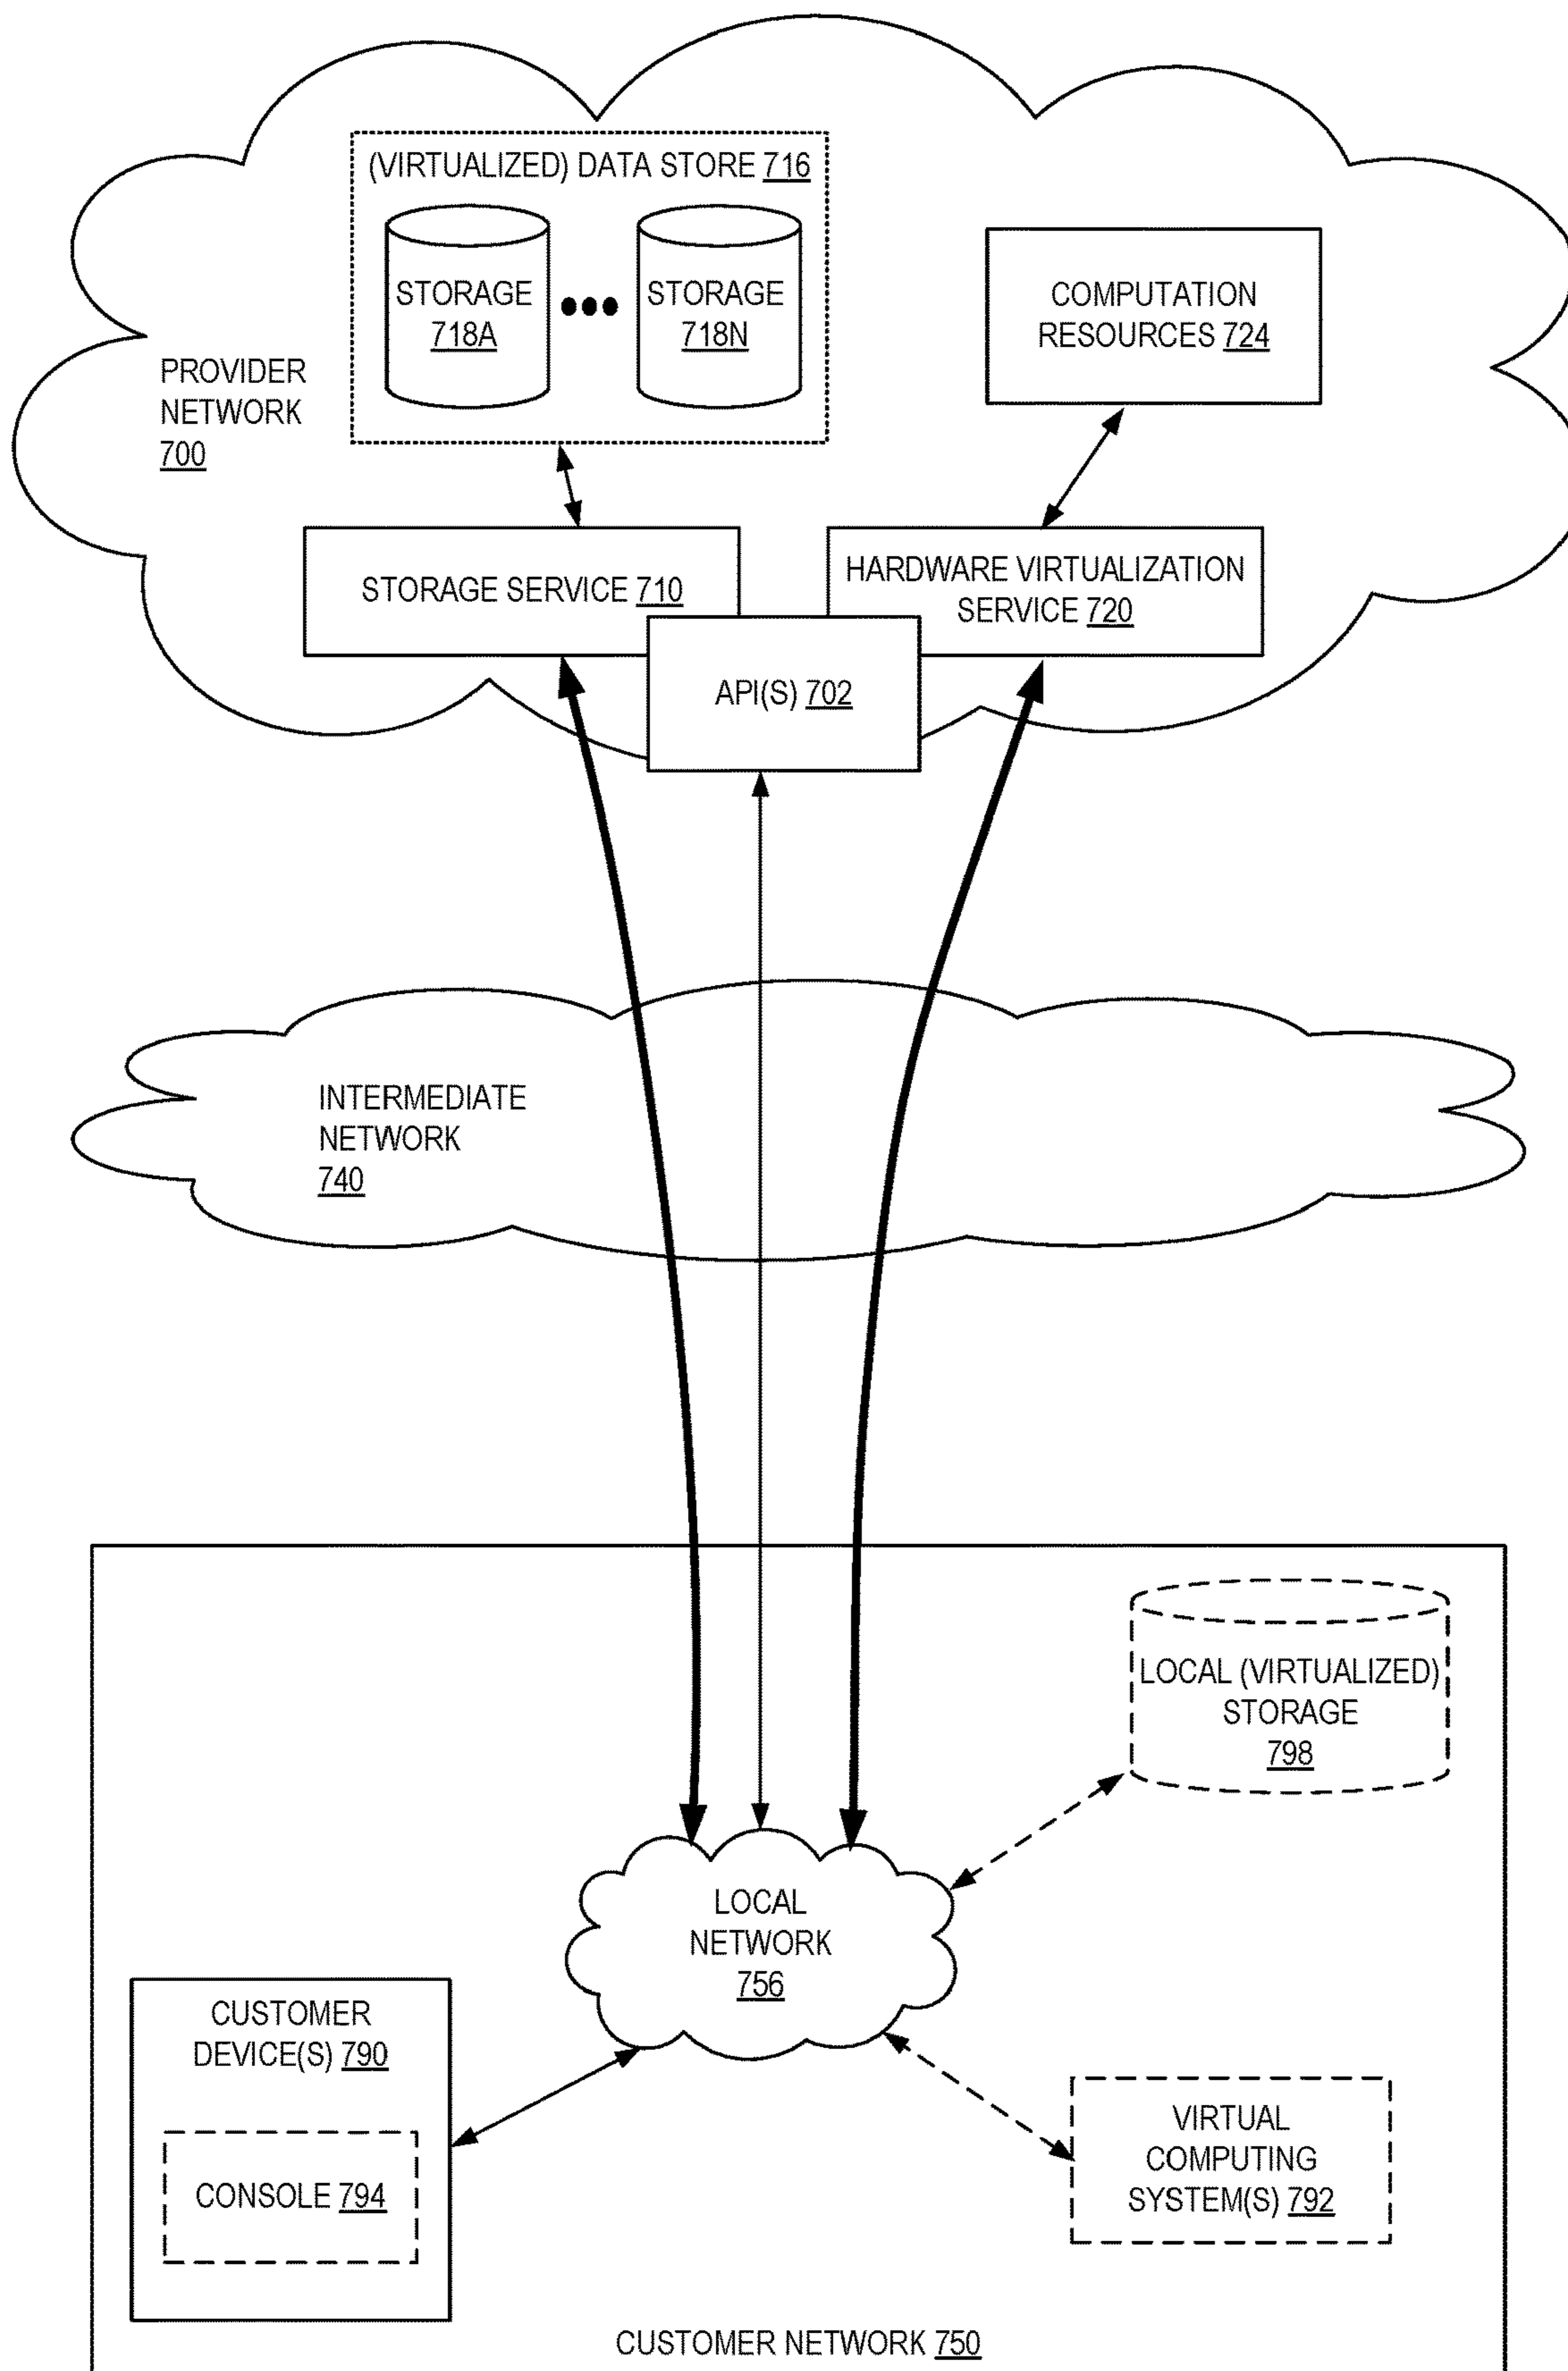 (VIRTUALIZED) DATA STORE 716
STORAGE
718A
STORAGE
718N
COMPUTATION
RESOURCES 724
PROVIDER
NETWORK
700
STORAGE SERVICE 710
HARDWARE VIRTUALIZATION
SERVICE 720
API(S) 702
INTERMEDIATE
NETWORK
740
LOCAL (VIRTUALIZED)
STORAGE
798
LOCAL
NETWORK
756
CUSTOMER
DEVICE(S) 790
CONSOLE 794
VIRTUAL
COMPUTING
SYSTEM(S) 792
CUSTOMER NETWORK 750